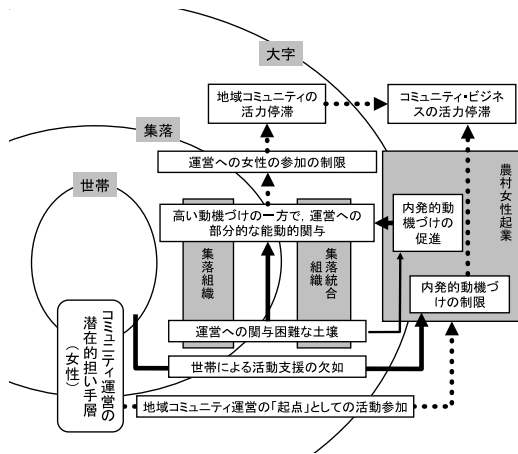 大字
地域コミュニティの
活力停滞
コミュニティ・ビジネ
スの活力停滞
集落
運営への女性の参加の制限
世帯
農村女性起業
高い動機づけの一方で，運営への
部分的な能動的関与
内発的動
機づけの
促進
集落
組織
集落統合
組織
内発的動機づ
けの制限
運営への関与困難な土壌
世帯による活動支援の欠如
コミュニティ運営の
潜在的担い手層
（女性）
地域コミュニティ運営の「起点」としての活動参加